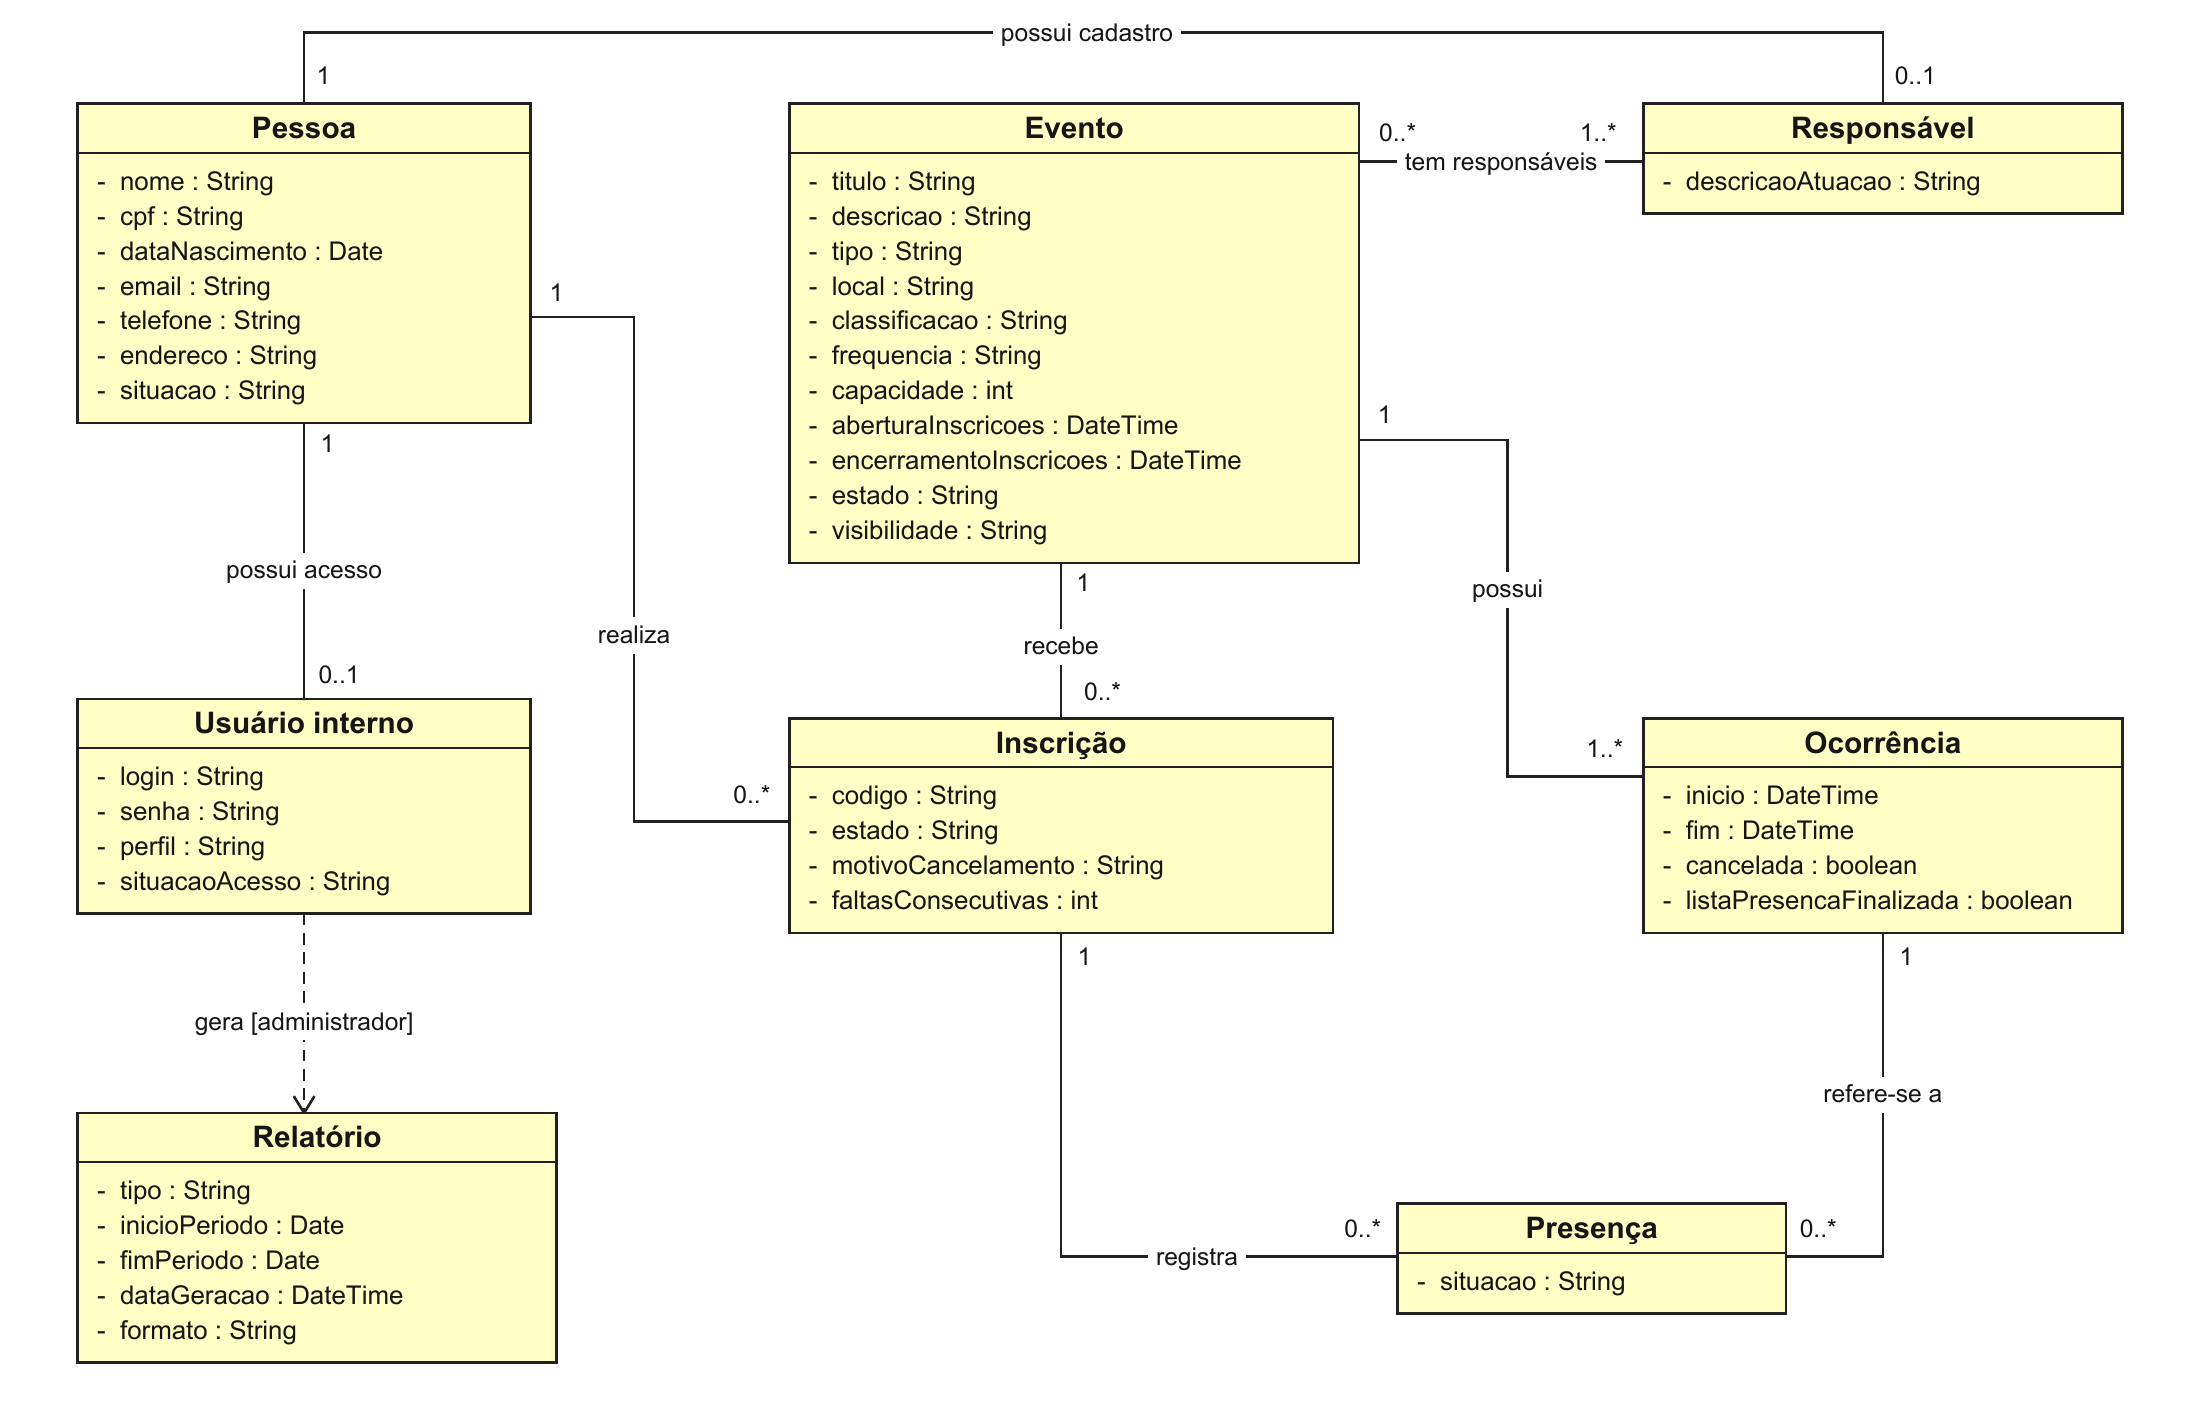 possui cadastro
1
0..1
Pessoa
- nome : String
- cpf : String
- dataNascimento : Date
- email : String
- telefone : String
- endereco : String
- situacao : String
Evento
- titulo : String
- descricao : String
- tipo : String
- local : String
- classificacao : String
- frequencia : String
- capacidade : int
- aberturaInscricoes : DateTime
- encerramentoInscricoes : DateTime
- estado : String
- visibilidade : String
0..*
1..*
tem responsáveis
Responsável
- descricaoAtuacao : String
1
1
1
possui acesso
0..1
realiza
0..*
1
recebe
0..*
possui
1..*
Usuário interno
- login : String
- senha : String
- perfil : String
- situacaoAcesso : String
Inscrição
- codigo : String
- estado : String
- motivoCancelamento : String
- faltasConsecutivas : int
Ocorrência
- inicio : DateTime
- fim : DateTime
- cancelada : boolean
- listaPresencaFinalizada : boolean
gera [administrador]
1
1
refere-se a
Relatório
- tipo : String
- inicioPeriodo : Date
- fimPeriodo : Date
- dataGeracao : DateTime
- formato : String
registra
0..*
0..*
Presença
- situacao : String